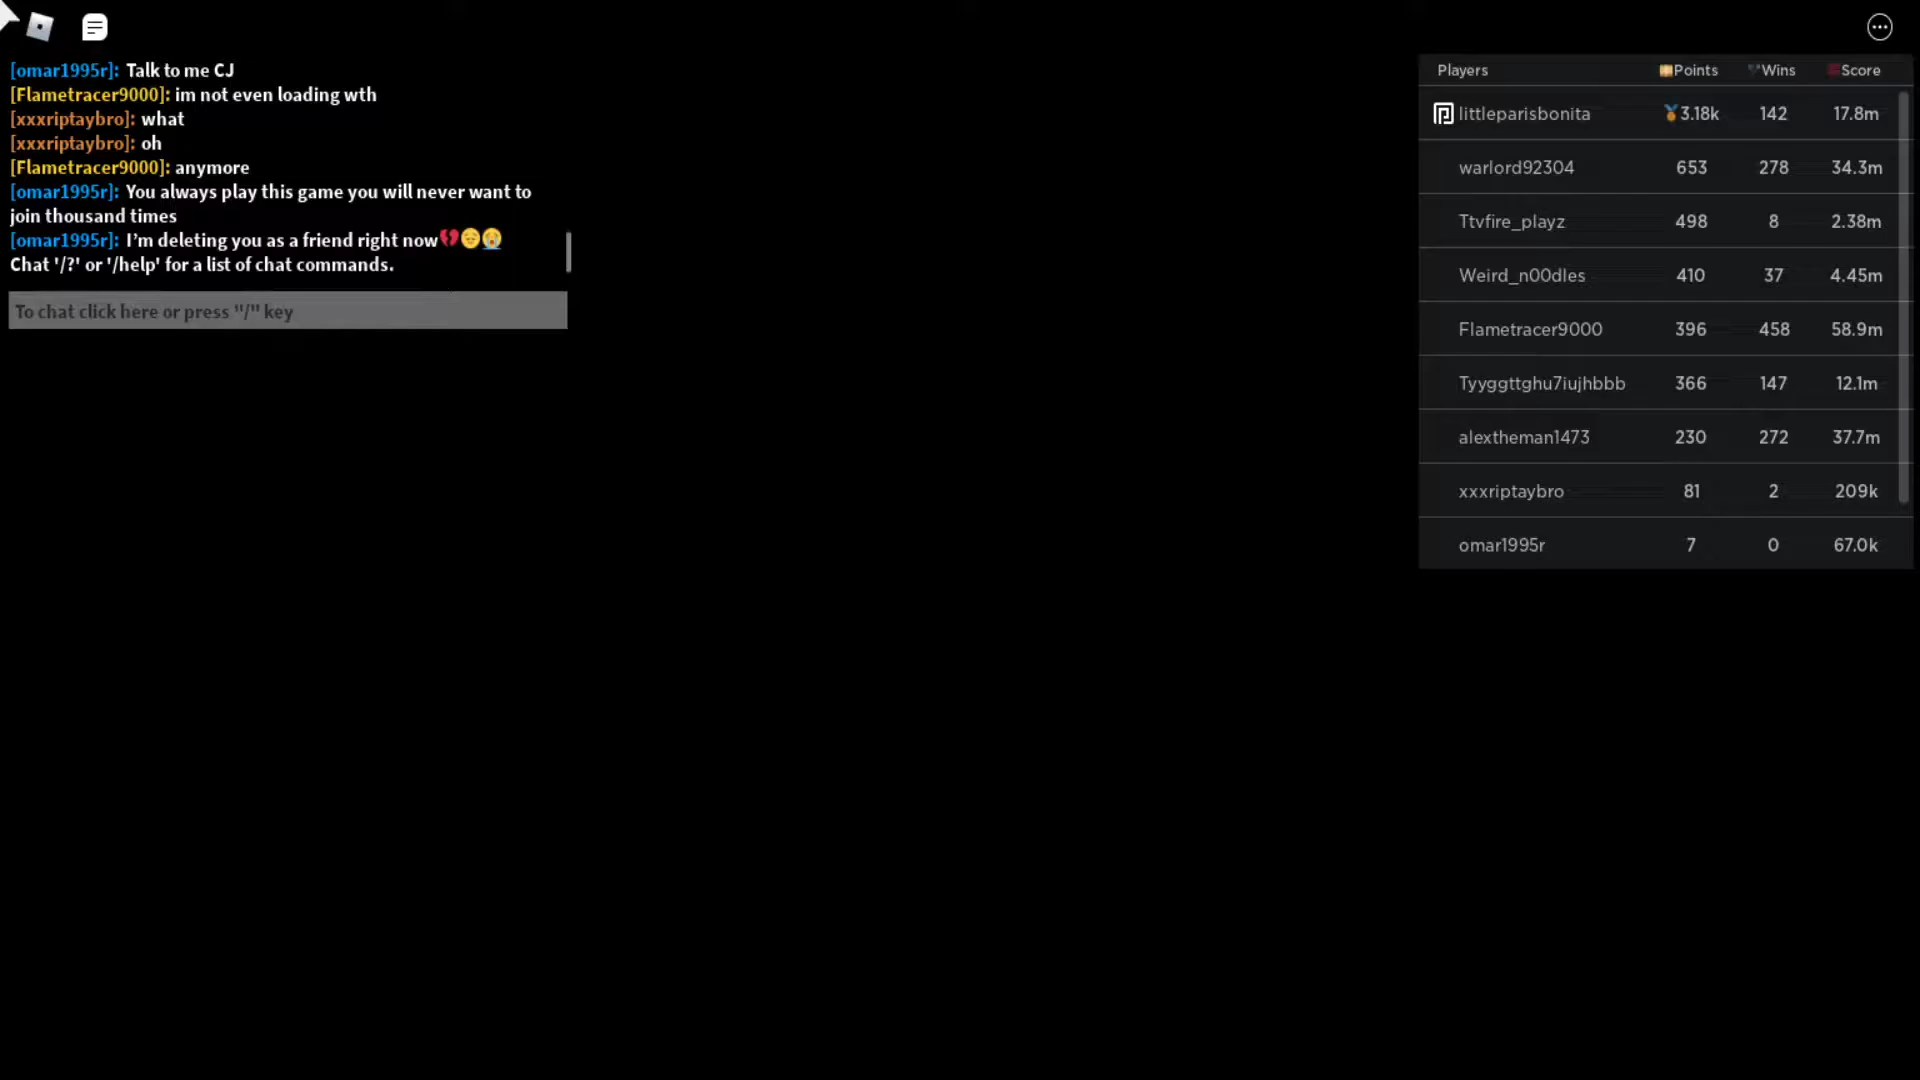 [omar1995r]: Talk to me CJ
[Flametracer9000]: im not even loading wth
[xxxriptaybro]: what
[xxxriptaybro]: oh
[Flametracer9000]: anymore
[omar1995r]: You always play this game you will never want to
join thousand times
[omar1995r]: I’m deleting you as a friend right now💔😔😭
Chat '/?' or '/help' for a list of chat commands.
To chat click here or press "/" key
Players Points Wins Score
littleparisbonita 🏅3.18k 142 17.8m
warlord92304 653 278 34.3m
Ttvfire_playz 498 8 2.38m
Weird_n00dles 410 37 4.45m
Flametracer9000 396 458 58.9m
Tyyggttghu7iujhbbb 366 147 12.1m
alextheman1473 230 272 37.7m
xxxriptaybro 81 2 209k
omar1995r 7 0 67.0k